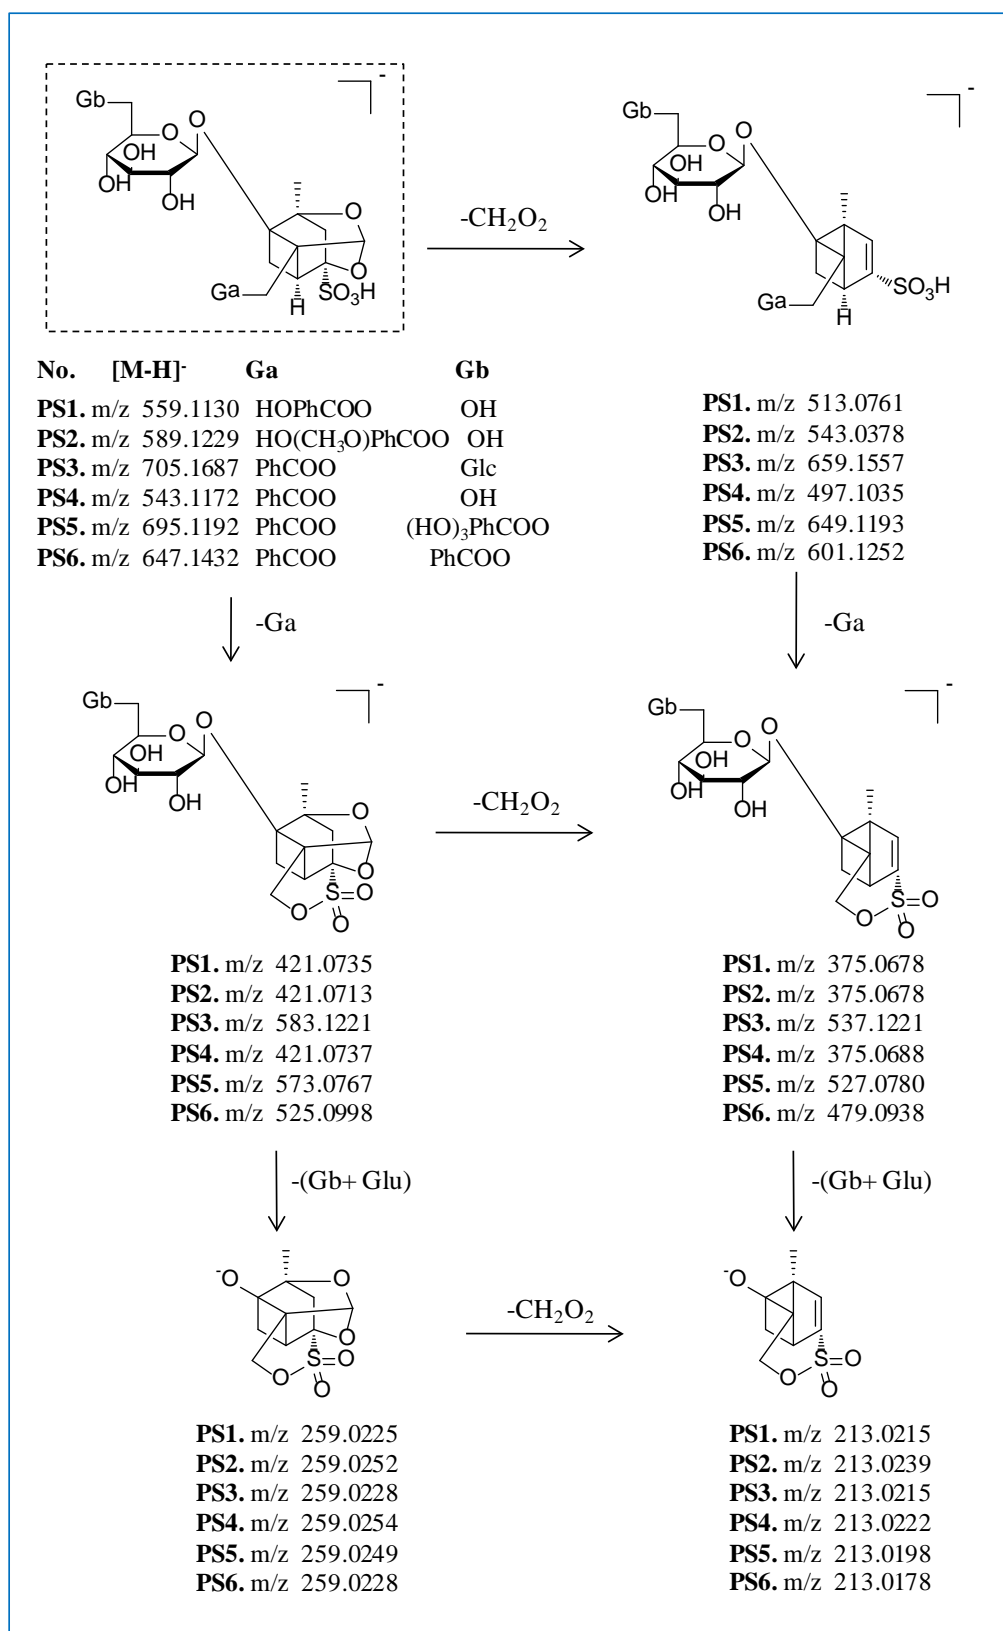 Gb
O
O
OH
OH
OH
O
O
Ga
H
SO3H
-
-CH2O2
Gb
O
O
OH
OH
OH
Ga
H
SO3H
-
No. [M-H]- Ga Gb
PS1. m/z 559.1130 HOPhCOO OH
PS2. m/z 589.1229 HO(CH3O)PhCOO OH
PS3. m/z 705.1687 PhCOO Glc
PS4. m/z 543.1172 PhCOO OH
PS5. m/z 695.1192 PhCOO (HO)3PhCOO
PS6. m/z 647.1432 PhCOO PhCOO
PS1. m/z 513.0761
PS2. m/z 543.0378
PS3. m/z 659.1557
PS4. m/z 497.1035
PS5. m/z 649.1193
PS6. m/z 601.1252
-Ga
-Ga
Gb
O
O
OH
OH
OH
O
O
O
S=O
O
-
-CH2O2
Gb
O
O
OH
OH
OH
O
S=O
O
-
PS1. m/z 421.0735
PS2. m/z 421.0713
PS3. m/z 583.1221
PS4. m/z 421.0737
PS5. m/z 573.0767
PS6. m/z 525.0998
PS1. m/z 375.0678
PS2. m/z 375.0678
PS3. m/z 537.1221
PS4. m/z 375.0688
PS5. m/z 527.0780
PS6. m/z 479.0938
-(Gb+ Glu)
-(Gb+ Glu)
-O
O
O
O
S=O
O
-CH2O2
-O
O
S=O
O
PS1. m/z 259.0225
PS2. m/z 259.0252
PS3. m/z 259.0228
PS4. m/z 259.0254
PS5. m/z 259.0249
PS6. m/z 259.0228
PS1. m/z 213.0215
PS2. m/z 213.0239
PS3. m/z 213.0215
PS4. m/z 213.0222
PS5. m/z 213.0198
PS6. m/z 213.0178